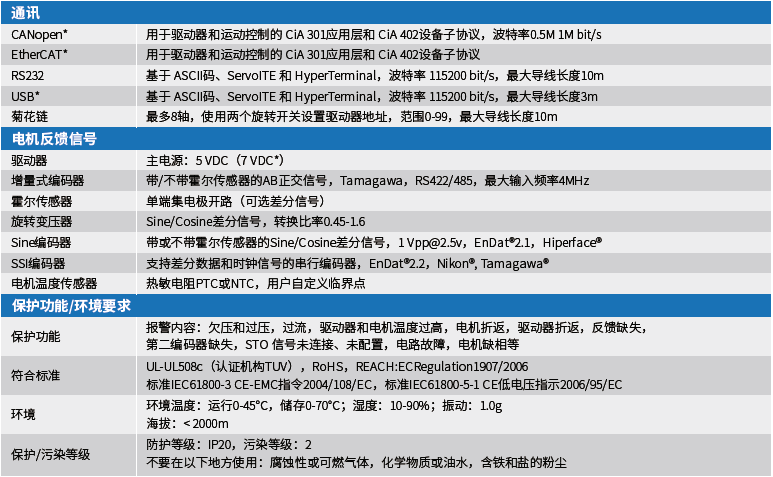 通讯
CANopen* 用于驱动器和运动控制的 CiA 301应用层和 CiA 402设备子协议，波特率0.5M 1M bit/s
EtherCAT* 用于驱动器和运动控制的 CiA 301应用层和 CiA 402设备子协议
RS232 基于 ASCII码、ServoITE 和 HyperTerminal，波特率 115200 bit/s，最大导线长度10m
USB* 基于 ASCII码、ServoITE 和 HyperTerminal，波特率 115200 bit/s，最大导线长度3m
菊花链 最多8轴，使用两个旋转开关设置驱动器地址，范围0-99，最大导线长度10m
电机反馈信号
驱动器 主电源：5 VDC（7 VDC*）
增量式编码器 带/不带霍尔传感器的AB正交信号，Tamagawa，RS422/485，最大输入频率4MHz
霍尔传感器 单端集电极开路（可选差分信号）
旋转变压器 Sine/Cosine差分信号，转换比率0.45-1.6
Sine编码器 带或不带霍尔传感器的Sine/Cosine差分信号，1 Vpp@2.5v，EnDat®2.1，Hiperface®
SSI编码器 支持差分数据和时钟信号的串行编码器，EnDat®2.2，Nikon®, Tamagawa®
电机温度传感器 热敏电阻PTC或NTC，用户自定义临界点
保护功能/环境要求
保护功能 报警内容：欠压和过压，过流，驱动器和电机温度过高，电机折返，驱动器折返，反馈缺失，
第二编码器缺失，STO 信号未连接、未配置，电路故障，电机缺相等
符合标准 UL-UL508c（认证机构TUV），RoHS，REACH:ECRegulation1907/2006
标准IEC61800-3 CE-EMC指令2004/108/EC，标准IEC61800-5-1 CE低电压指示2006/95/EC
环境 环境温度：运行0-45°C，储存0-70°C；湿度：10-90%；振动：1.0g
海拔：< 2000m
保护/污染等级 防护等级：IP20，污染等级：2
不要在以下地方使用：腐蚀性或可燃气体，化学物质或油水，含铁和盐的粉尘